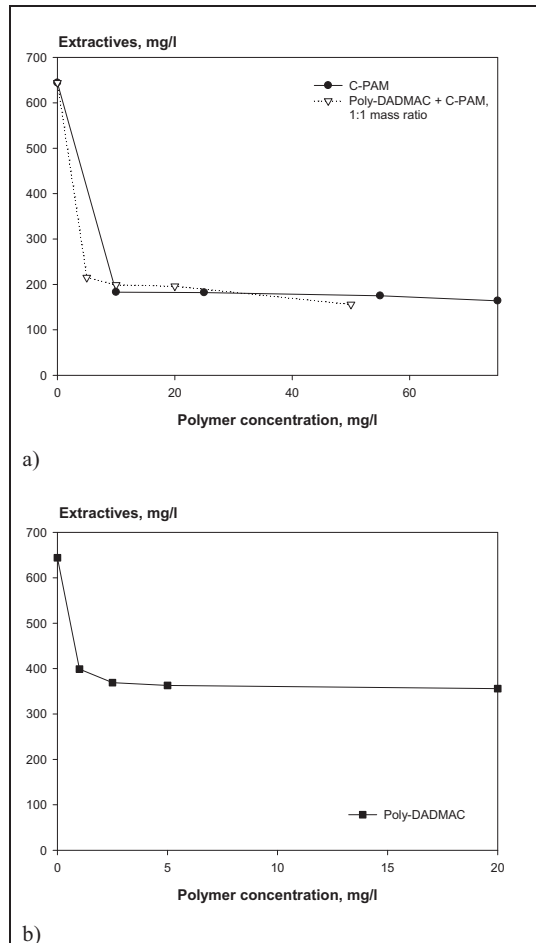 Extractives, mg/l
700
600
500
400
300
200
100
0
C-PAM
Poly-DADMAC + C-PAM,
1:1 mass ratio
0 20 40 60
Polymer concentration, mg/l
a)
Extractives, mg/l
700
600
500
400
300
200
100
0
Poly-DADMAC
0 5 10 15 20
Polymer concentration, mg/l
b)